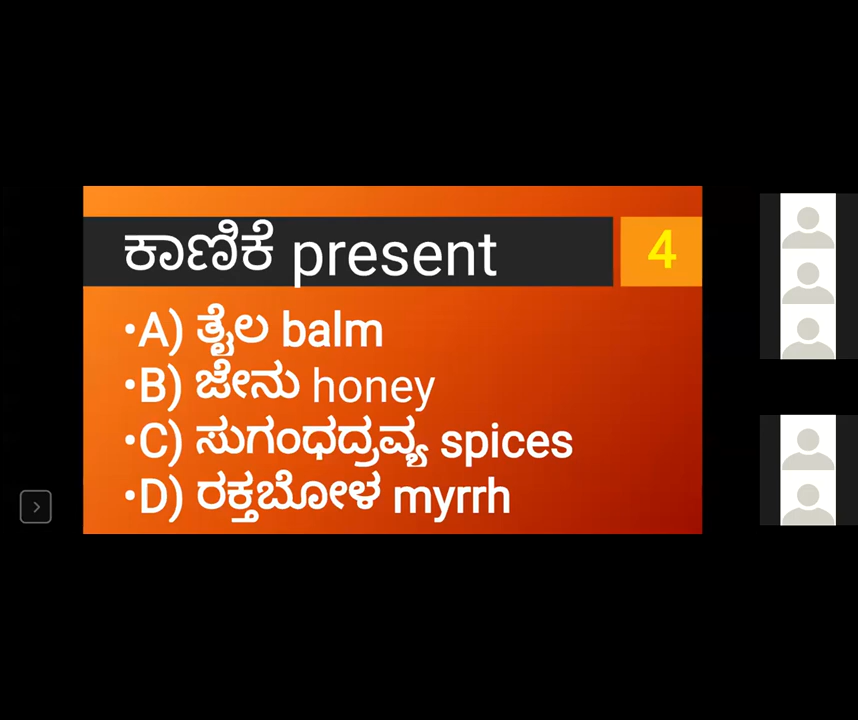 ಕಾಣಿಕೆ present
4
•A) ತೈಲ balm
•B) ಜೇನು honey
•C) ಸುಗಂಧದ್ರವ್ಯ spices
•D) ರಕ್ತಬೋಳ myrrh